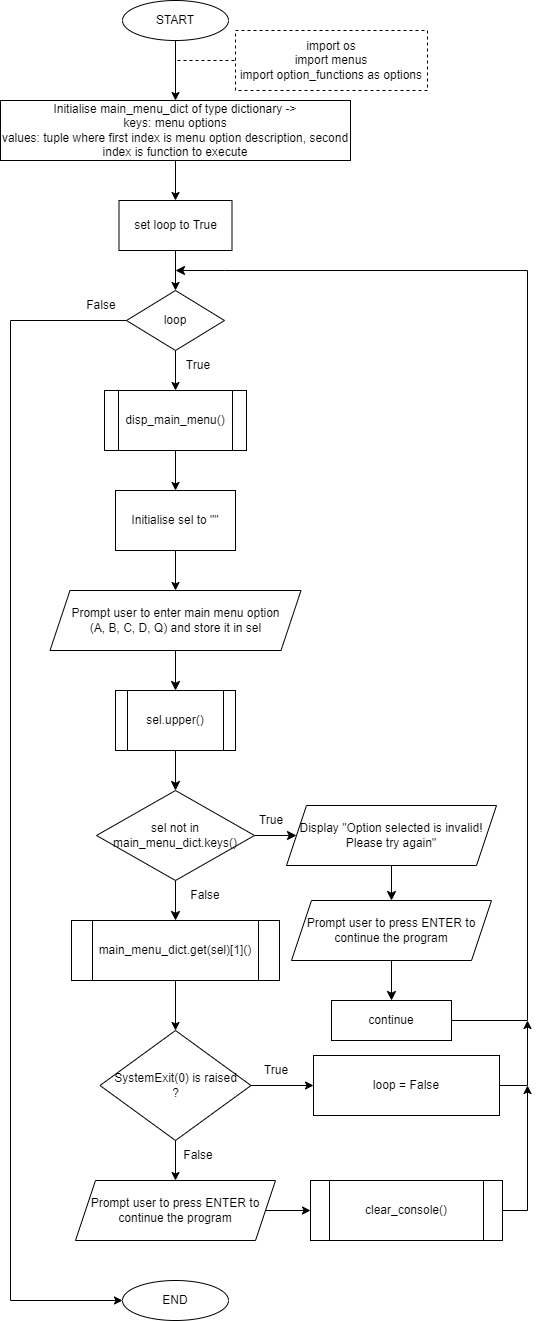 START
import os
import menus
import option_functions as options
Initialise main_menu_dict of type dictionary ->
keys: menu options
values: tuple where first index is menu option description, second
index is function to execute
set loop to True
False
loop
True
disp_main_menu()
Initialise sel to ""
Prompt user to enter main menu option
(A, B, C, D, Q) and store it in sel
sel.upper()
sel not in
main_menu_dict.keys()
True
Display "Option selected is invalid!
Please try again"
False
Prompt user to press ENTER to
continue the program
main_menu_dict.get(sel)[1]()
continue
SystemExit(0) is raised
?
True
loop = False
False
Prompt user to press ENTER to
continue the program
clear_console()
END